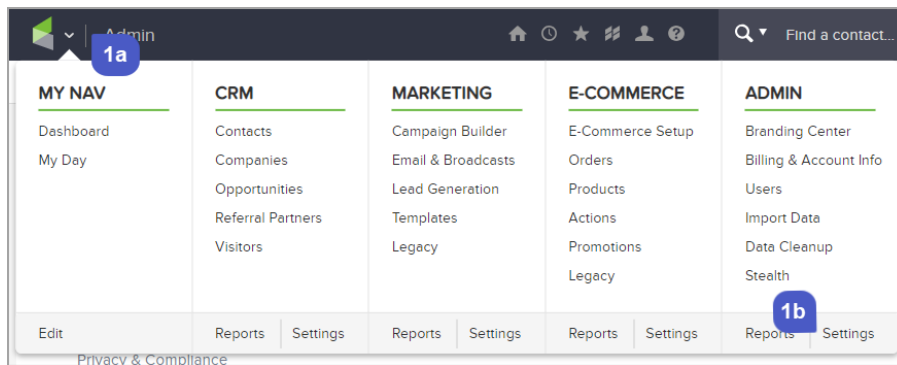 Admin
Find a contact...
1a
MY NAV
Dashboard
My Day
Edit
CRM
Contacts
Companies
Opportunities
Referral Partners
Visitors
Reports
Settings
MARKETING
Campaign Builder
Email & Broadcasts
Lead Generation
Templates
Legacy
Reports
Settings
E-COMMERCE
E-Commerce Setup
Orders
Products
Actions
Promotions
Legacy
Reports
Settings
ADMIN
Branding Center
Billing & Account Info
Users
Import Data
Data Cleanup
Stealth
1b
Reports
Settings
Privacy & Compliance